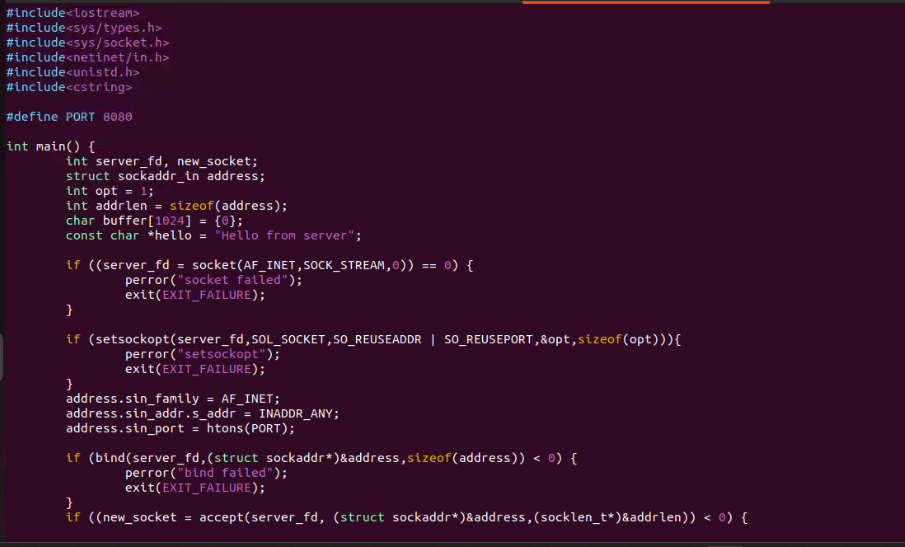 #include<iostream>
#include<sys/types.h>
#include<sys/socket.h>
#include<netinet/in.h>
#include<unistd.h>
#include<cstring>

#define PORT 8080

int main() {
        int server_fd, new_socket;
        struct sockaddr_in address;
        int opt = 1;
        int addrlen = sizeof(address);
        char buffer[1024] = {0};
        const char *hello = "Hello from server";

        if ((server_fd = socket(AF_INET,SOCK_STREAM,0)) == 0) {
                perror("socket failed");
                exit(EXIT_FAILURE);
        }

        if (setsockopt(server_fd,SOL_SOCKET,SO_REUSEADDR | SO_REUSEPORT,&opt,sizeof(opt))){
                perror("setsockopt");
                exit(EXIT_FAILURE);
        }
        address.sin_family = AF_INET;
        address.sin_addr.s_addr = INADDR_ANY;
        address.sin_port = htons(PORT);

        if (bind(server_fd,(struct sockaddr*)&address,sizeof(address)) < 0) {
                perror("bind failed");
                exit(EXIT_FAILURE);
        }
        if ((new_socket = accept(server_fd, (struct sockaddr*)&address,(socklen_t*)&addrlen)) < 0) {